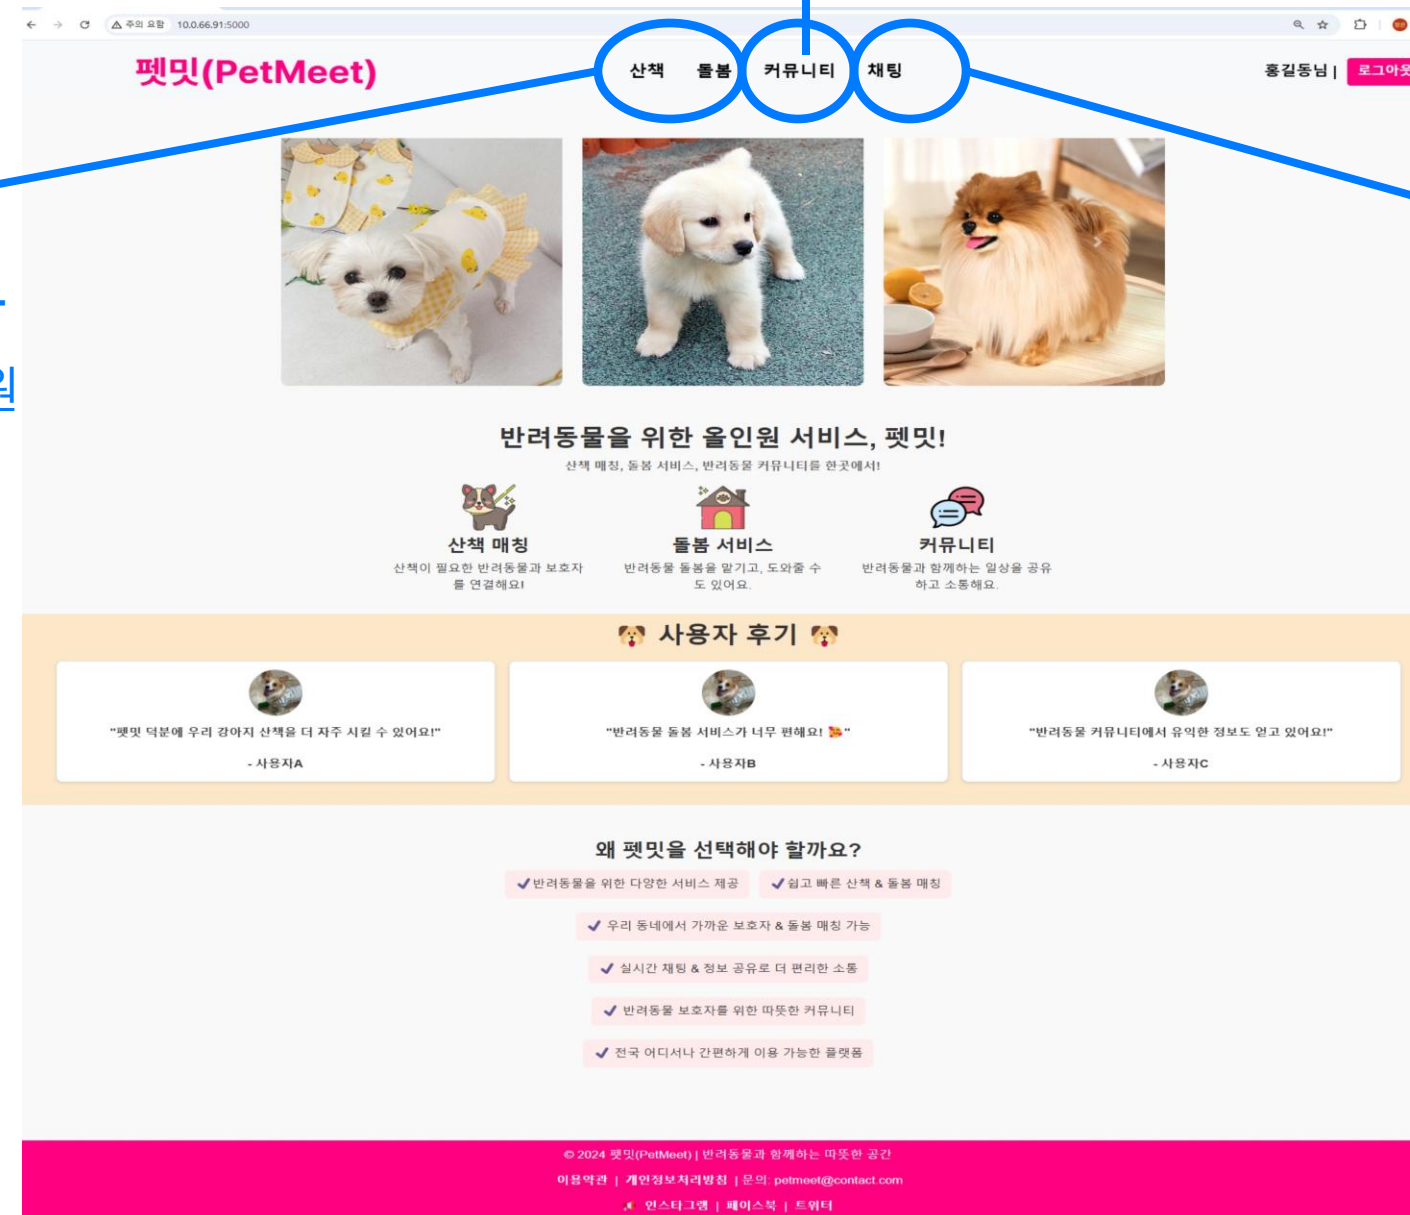 주의 요함 10.0.66.91:5000
펫밋(PetMeet) 산책 돌봄 커뮤니티 채팅 홍길동님 | 로그아웃
원
반려동물을 위한 올인원 서비스, 펫밋!
산책 매칭, 돌봄 서비스, 반려동물 커뮤니티를 한곳에서!
산책 매칭
산책이 필요한 반려동물과 보호자
를 연결해요!
돌봄 서비스
반려동물 돌봄을 맡기고, 도와줄 수
도 있어요.
커뮤니티
반려동물과 함께하는 일상을 공유
하고 소통해요.
🐶 사용자 후기 🐶
"펫밋 덕분에 우리 강아지 산책을 더 자주 시킬 수 있어요!"
- 사용자A
"반려동물 돌봄 서비스가 너무 편해요! 💝"
- 사용자B
"반려동물 커뮤니티에서 유익한 정보도 얻고 있어요!"
- 사용자C
왜 펫밋을 선택해야 할까요?
✔반려동물을 위한 다양한 서비스 제공 ✔쉽고 빠른 산책 & 돌봄 매칭
✔ 우리 동네에서 가까운 보호자 & 돌봄 매칭 가능
✔ 실시간 채팅 & 정보 공유로 더 편리한 소통
✔ 반려동물 보호자를 위한 따뜻한 커뮤니티
✔ 전국 어디서나 간편하게 이용 가능한 플랫폼
© 2024 펫밋(PetMeet) | 반려동물과 함께하는 따뜻한 공간
이용약관 | 개인정보처리방침 | 문의: petmeet@contact.com
인스타그램 | 페이스북 | 트위터